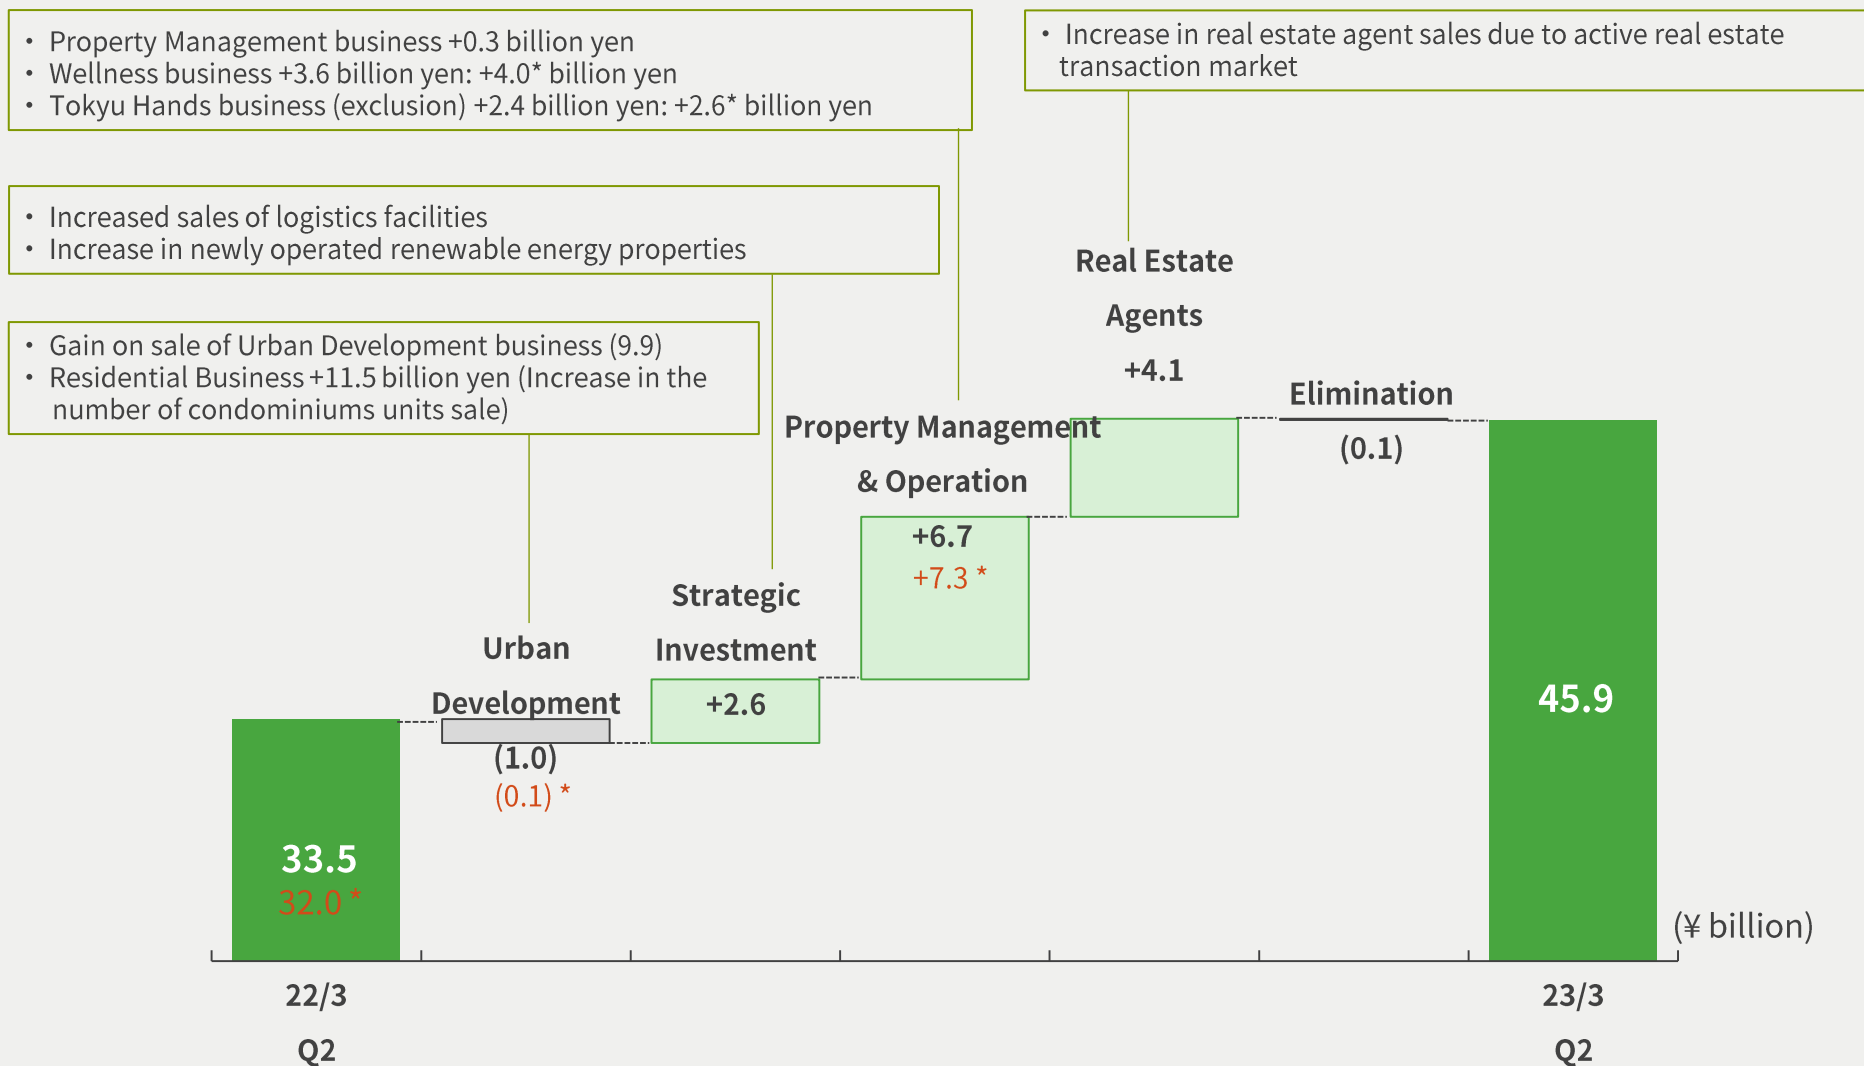 ・ Property Management business +0.3 billion yen
・ Wellness business +3.6 billion yen: +4.0* billion yen
・ Tokyu Hands business (exclusion) +2.4 billion yen: +2.6* billion yen
・ Increase in real estate agent sales due to active real estate
transaction market
・ Increased sales of logistics facilities
・ Increase in newly operated renewable energy properties
・ Gain on sale of Urban Development business (9.9)
・ Residential Business +11.5 billion yen (Increase in the
number of condominiums units sale)
Real Estate
Agents
+4.1
Elimination
(0.1)
Property Management
& Operation
+6.7
+7.3 *
Strategic
Investment
+2.6
Urban
Development
(1.0)
(0.1) *
33.5
32.0 *
45.9
(¥ billion)
22/3
Q2
23/3
Q2